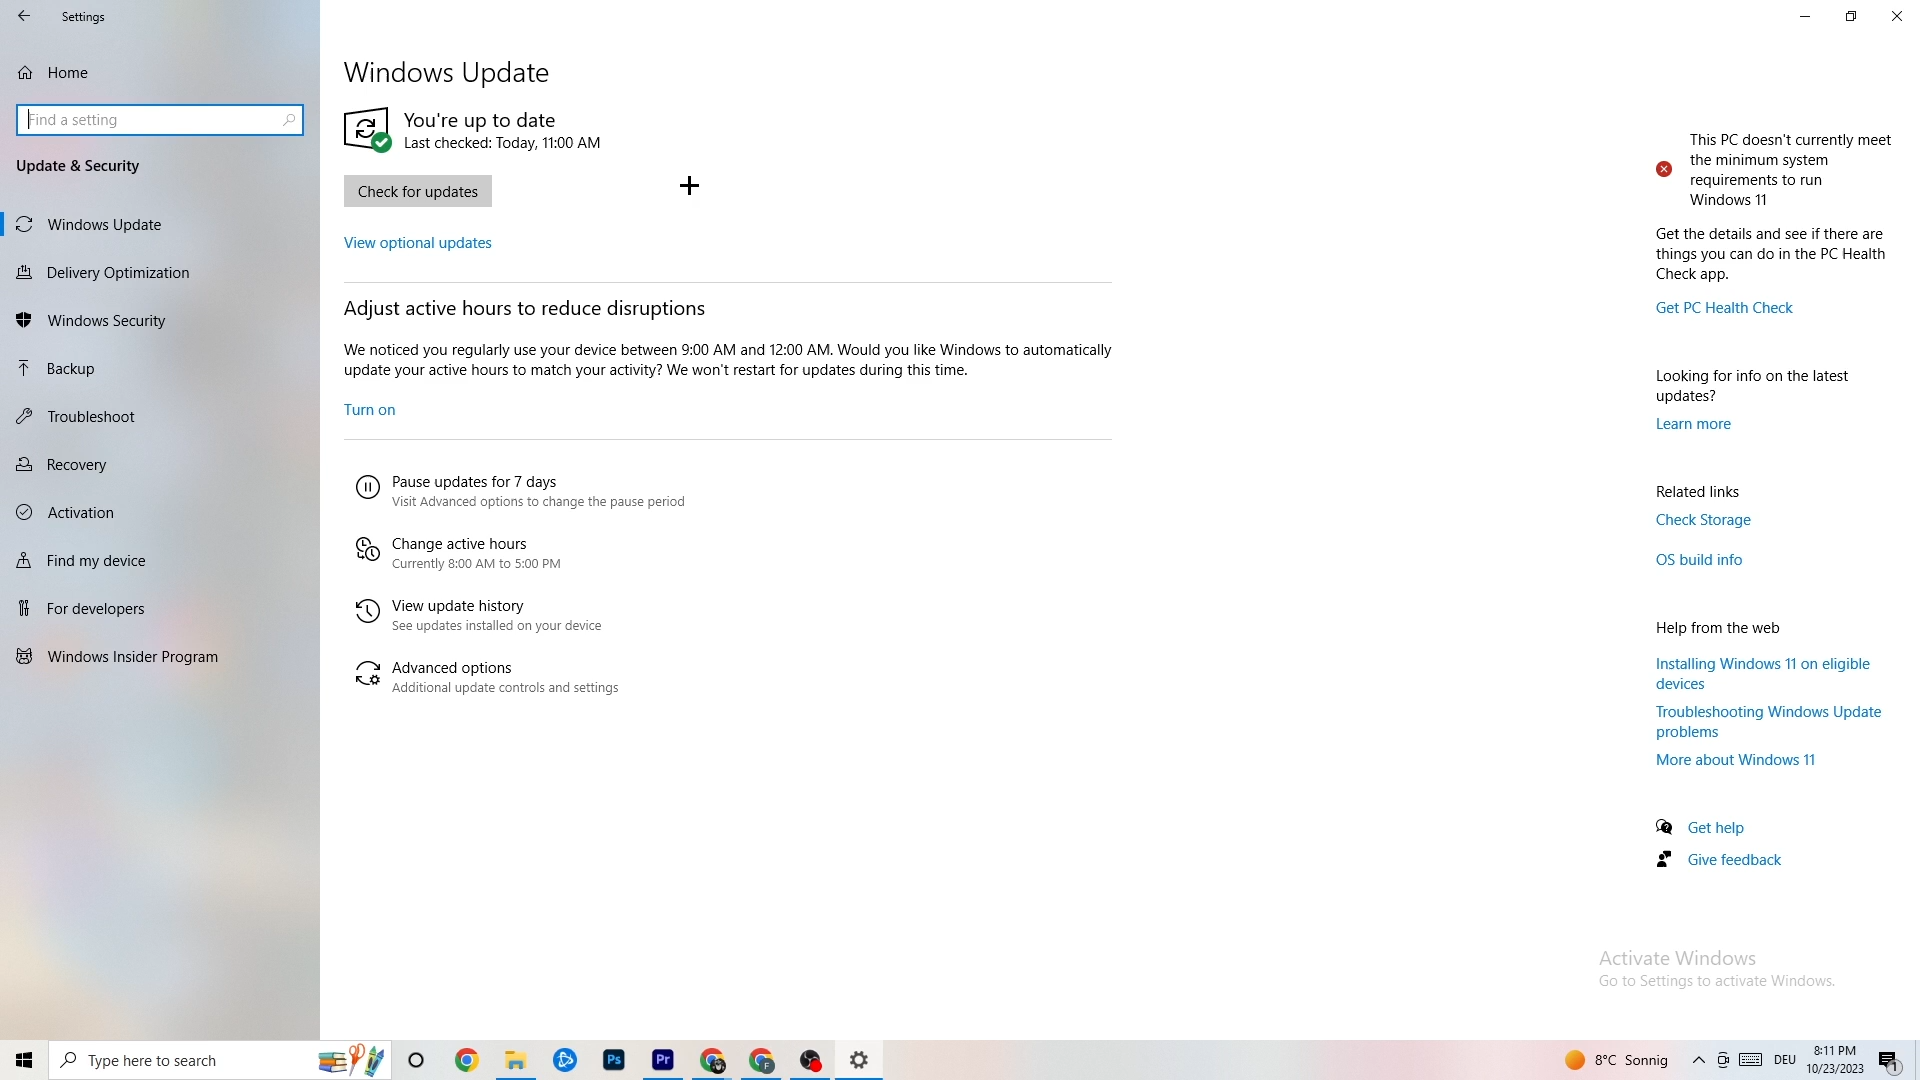 Settings
Home
Find a setting
Update & Security
Windows Update
Delivery Optimization
Windows Security
Backup
Troubleshoot
Recovery
Activation
Find my device
For developers
Windows Insider Program
Windows Update
You're up to date
Last checked: Today, 11:00 AM
Check for updates
View optional updates
Adjust active hours to reduce disruptions
We noticed you regularly use your device between 9:00 AM and 12:00 AM. Would you like Windows to automatically
update your active hours to match your activity? We won't restart for updates during this time.
Turn on
Pause updates for 7 days
Visit Advanced options to change the pause period
Change active hours
Currently 8:00 AM to 5:00 PM
View update history
See updates installed on your device
Advanced options
Additional update controls and settings
This PC doesn't currently meet
the minimum system
requirements to run
Windows 11
Get the details and see if there are
things you can do in the PC Health
Check app.
Get PC Health Check
Looking for info on the latest
updates?
Learn more
Related links
Check Storage
OS build info
Help from the web
Installing Windows 11 on eligible
devices
Troubleshooting Windows Update
problems
More about Windows 11
Get help
Give feedback
Activate Windows
Go to Settings to activate Windows.
Type here to search
Ps
Pr
F
8°C Sonnig
DEU
8:11 PM
10/23/2023
1